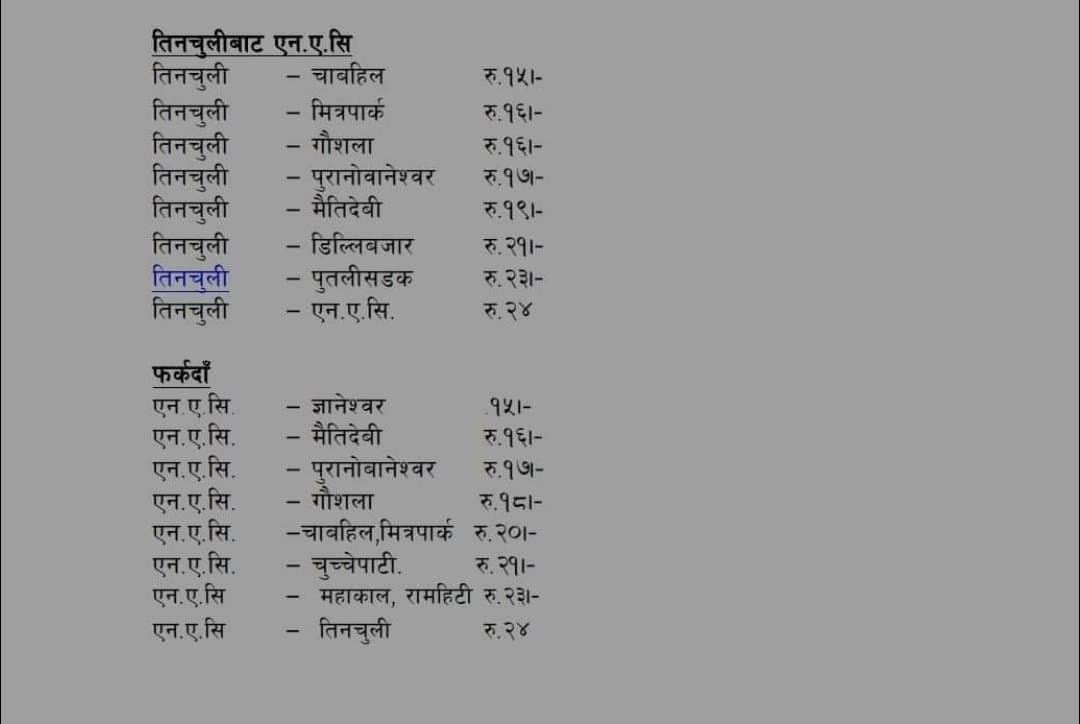 तिनचुलीबाट एन.ए.सि
तिनचुली – चाबहिल रु.१५।-
तिनचुली – मित्रपार्क रु.१६।-
तिनचुली – गौशला रु.१६।-
तिनचुली – पुरानोवानेश्वर रु.१७।-
तिनचुली – मैतिदेबी रु.१९।-
तिनचुली – डिल्लिबजार रु.२१।-
तिनचुली – पुतलीसडक रु.२३।-
तिनचुली – एन.ए.सि. रु.२४
फर्कदाँ
एन.ए.सि. – ज्ञानेश्वर .१५।-
एन.ए.सि. – मैतिदेबी रु.१६।-
एन.ए.सि. – पुरानोबानेश्वर रु.१७।-
एन.ए.सि. – गौशला रु.१८।-
एन.ए.सि. –चाबहिल,मित्रपार्क रु.२०।-
एन.ए.सि. – चुच्चेपाटी. रु.२१।-
एन.ए.सि – महाकाल, रामहिटी रु.२३।-
एन.ए.सि – तिनचुली रु.२४